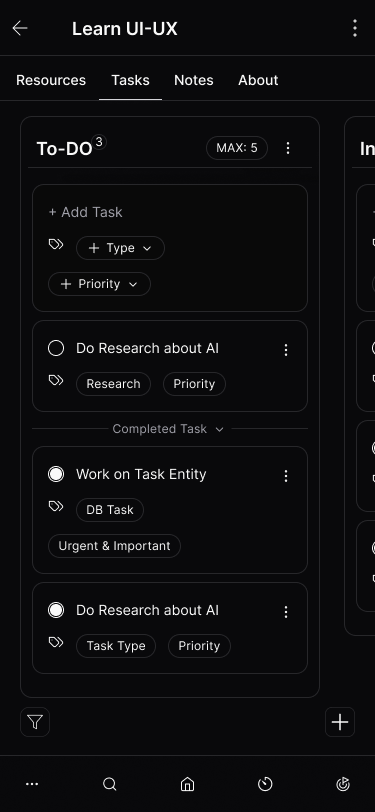 Learn UI-UX
Resources Tasks Notes About
To-DO 3 MAX: 5 In
+ Add Task
+ Type
+ Priority
Do Research about AI
Research Priority
Completed Task
Work on Task Entity
DB Task
Urgent & Important
Do Research about AI
Task Type Priority